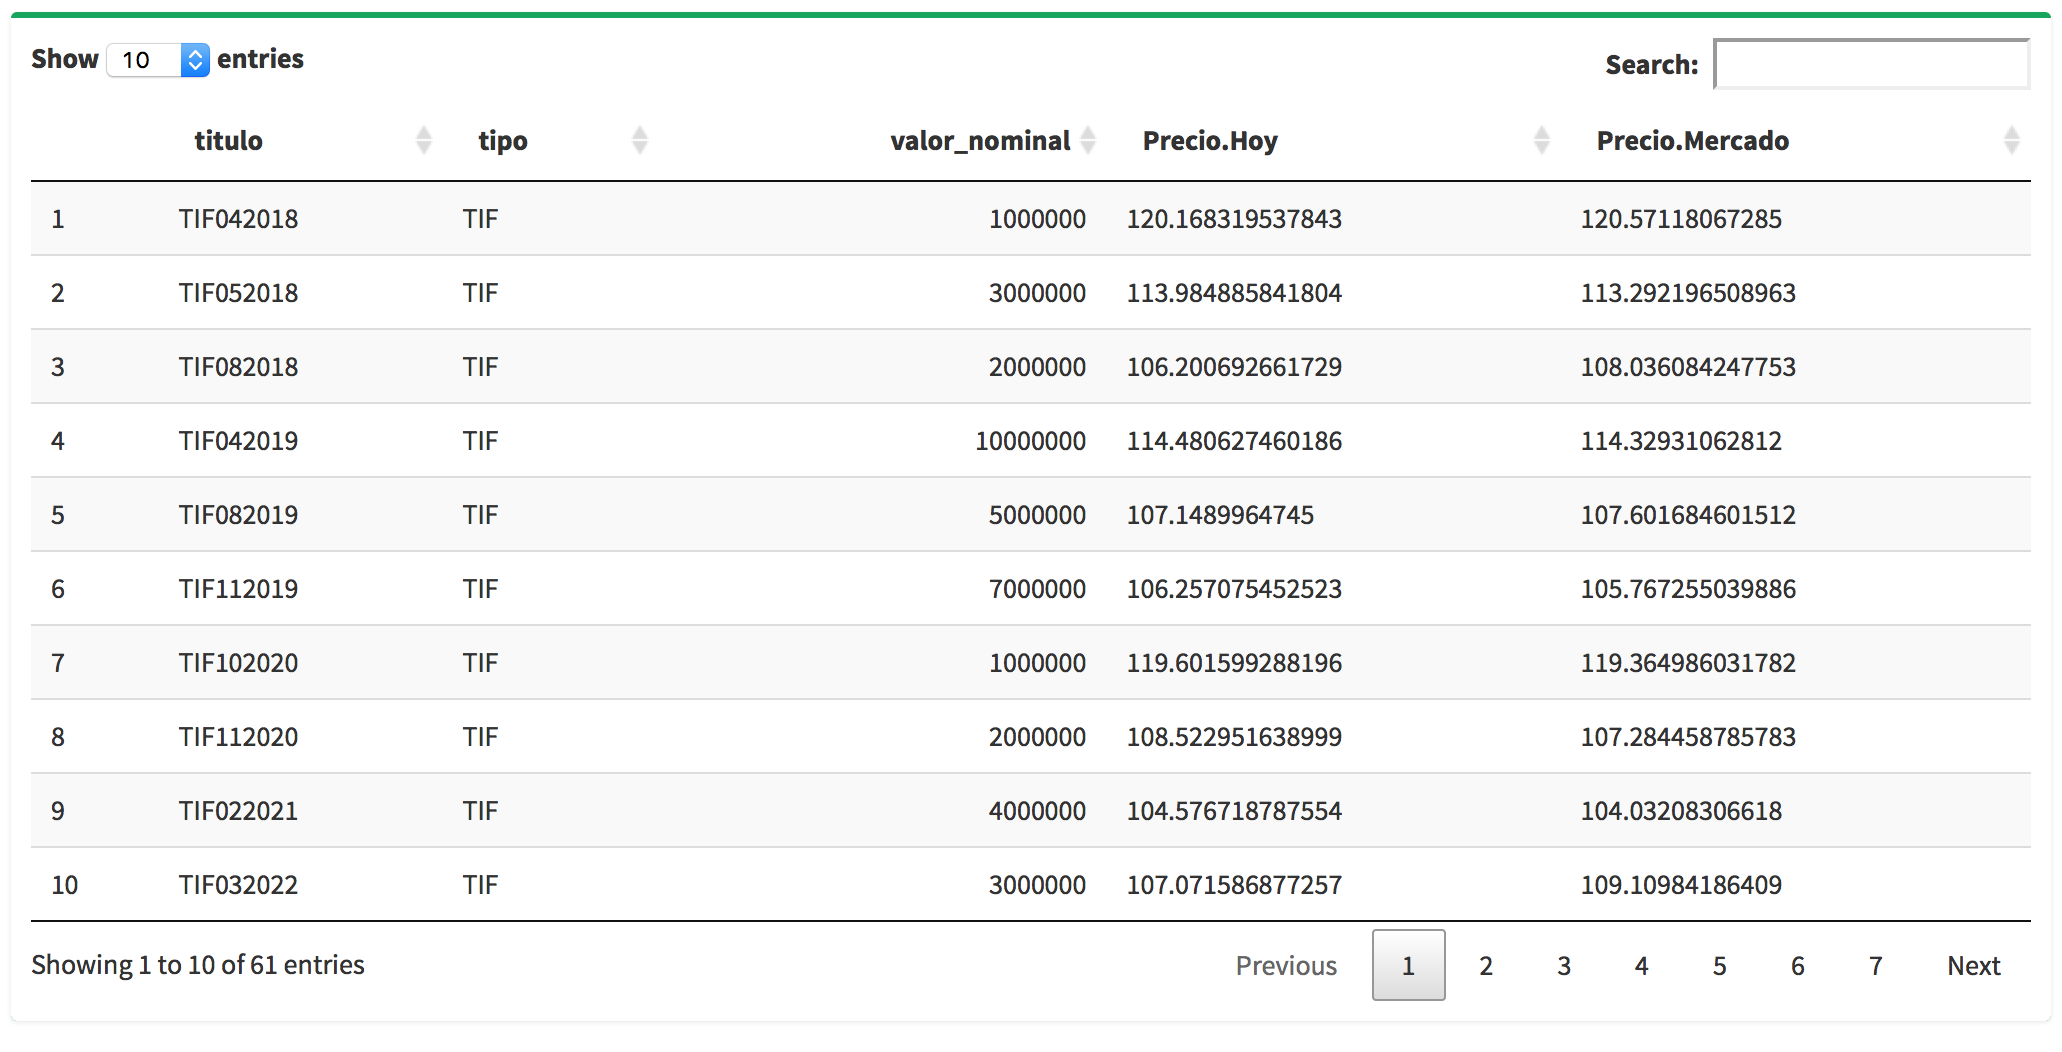 Show 10 entries Search:
titulo tipo valor_nominal Precio.Hoy Precio.Mercado
1 TIF042018 TIF 1000000 120.168319537843 120.57118067285
2 TIF052018 TIF 3000000 113.984885841804 113.292196508963
3 TIF082018 TIF 2000000 106.200692661729 108.036084247753
4 TIF042019 TIF 10000000 114.480627460186 114.32931062812
5 TIF082019 TIF 5000000 107.1489964745 107.601684601512
6 TIF112019 TIF 7000000 106.257075452523 105.767255039886
7 TIF102020 TIF 1000000 119.601599288196 119.364986031782
8 TIF112020 TIF 2000000 108.522951638999 107.284458785783
9 TIF022021 TIF 4000000 104.576718787554 104.03208306618
10 TIF032022 TIF 3000000 107.071586877257 109.10984186409
Showing 1 to 10 of 61 entries Previous 1 2 3 4 5 6 7 Next